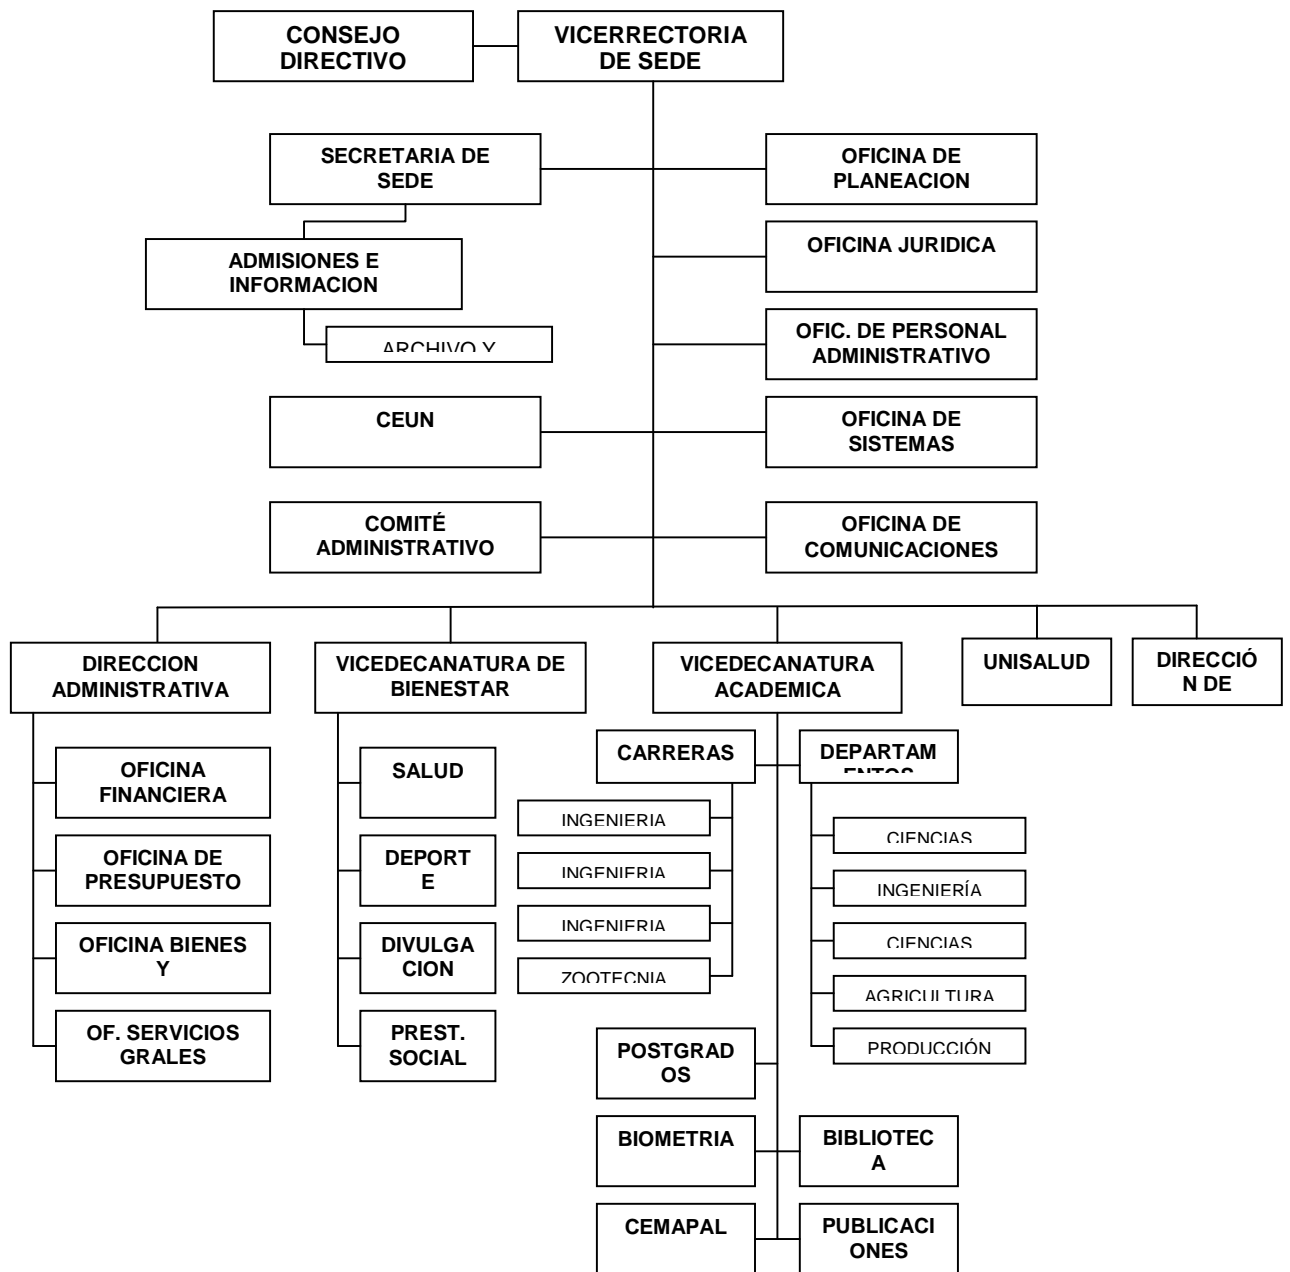 CONSEJO
DIRECTIVO
VICERRECTORIA
DE SEDE
SECRETARIA DE
SEDE
OFICINA DE
PLANEACION
ADMISIONES E
INFORMACION
OFICINA JURIDICA
ARCHIVO Y
OFIC. DE PERSONAL
ADMINISTRATIVO
CEUN
OFICINA DE
SISTEMAS
COMITÉ
ADMINISTRATIVO
OFICINA DE
COMUNICACIONES
DIRECCION
ADMINISTRATIVA
VICEDECANATURA DE
BIENESTAR
VICEDECANATURA
ACADEMICA
UNISALUD
DIRECCIÓ
N DE
OFICINA
FINANCIERA
OFICINA DE
PRESUPUESTO
OFICINA BIENES
Y
OF. SERVICIOS
GRALES
SALUD
DEPORT
E
DIVULGA
CION
PREST.
SOCIAL
CARRERAS
INGENIERIA
INGENIERIA
INGENIERIA
ZOOTECNIA
DEPARTAM
ENTOS
CIENCIAS
INGENIERÍA
CIENCIAS
AGRICULTURA
PRODUCCIÓN
POSTGRAD
OS
BIOMETRIA
BIBLIOTEC
A
CEMAPAL
PUBLICACI
ONES